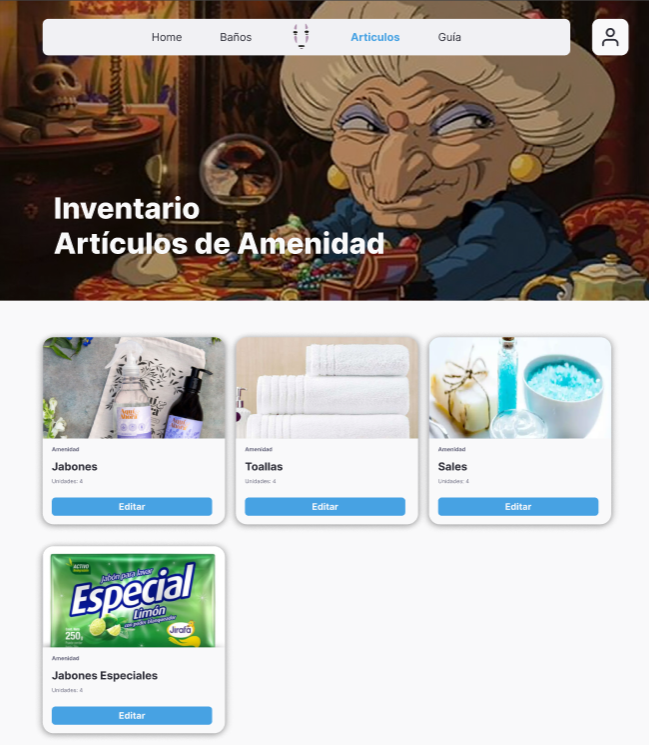 Home Baños Articulos Guía
Inventario
Artículos de Amenidad
Amenidad
Jabones
Unidades: 4
Editar
Amenidad
Toallas
Unidades: 4
Editar
Amenidad
Sales
Unidades: 4
Editar
ACTIVO
Jabón para lavar
Especial
Limón
250g
Jirafa
Amenidad
Jabones Especiales
Unidades: 4
Editar